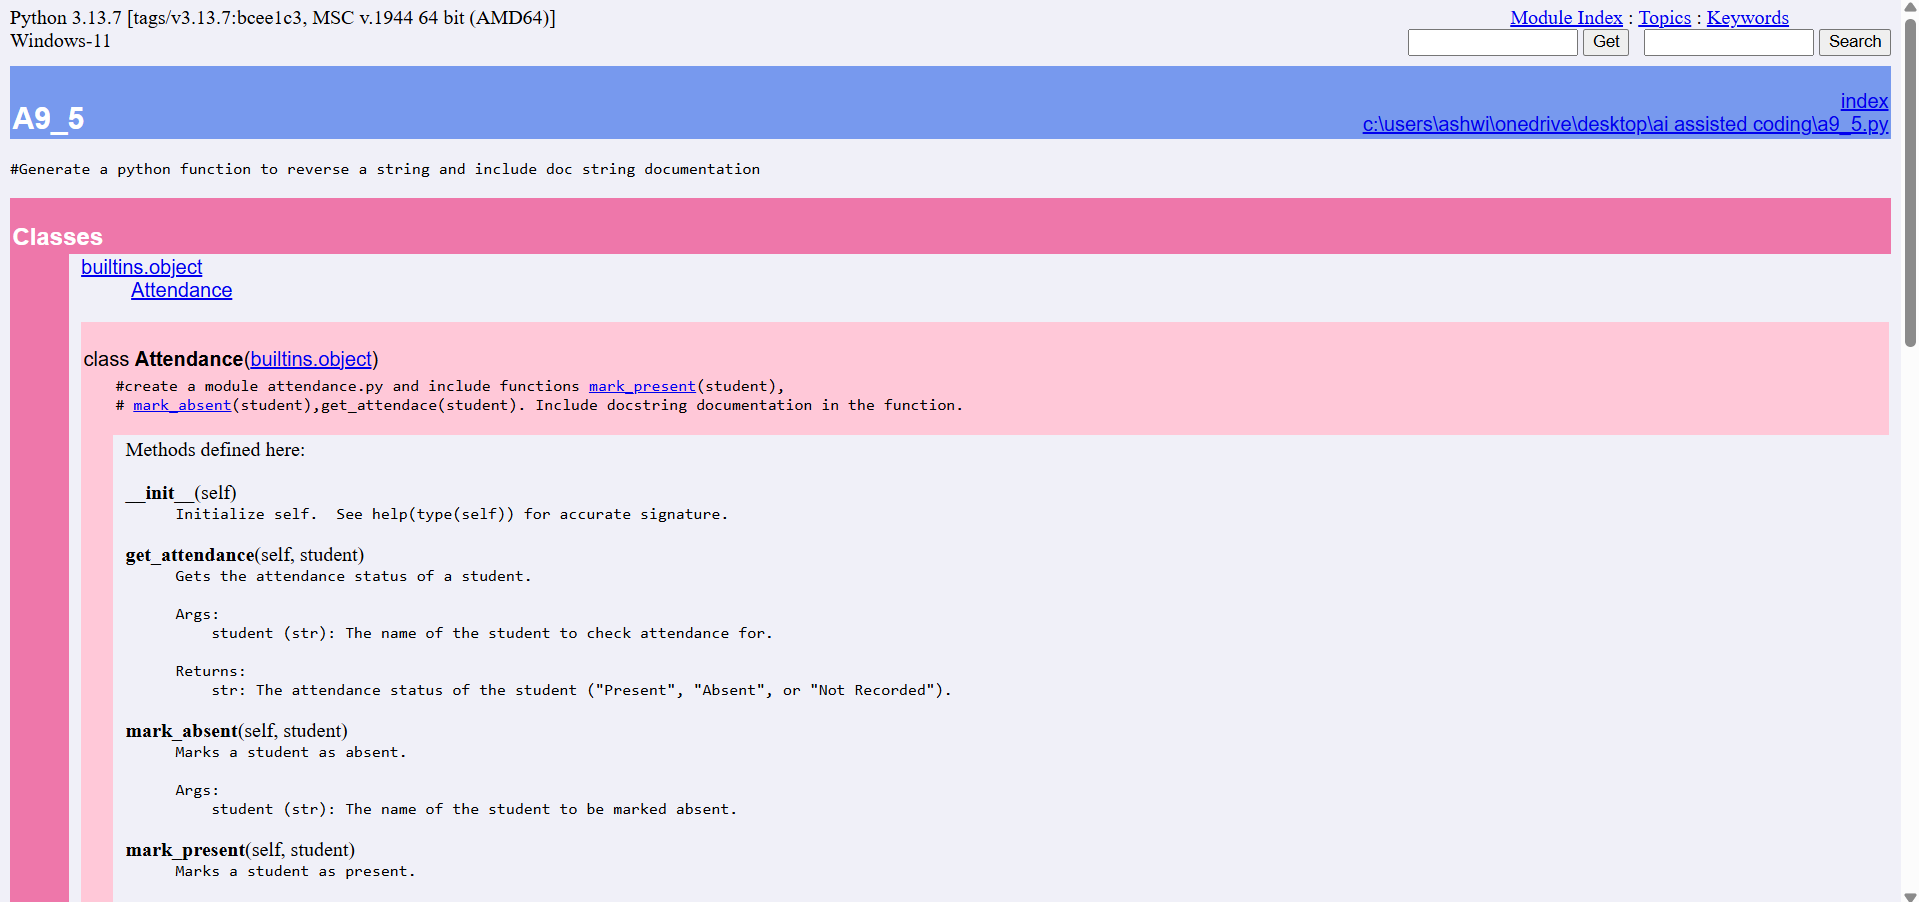 Python 3.13.7 [tags/v3.13.7:bcee1c3, MSC v.1944 64 bit (AMD64)]
Windows-11
Module Index : Topics : Keywords
Get Search
A9_5
index
c:\users\ashwi\onedrive\desktop\ai assisted coding\a9_5.py
#Generate a python function to reverse a string and include doc string documentation
Classes
builtins.object
Attendance
class Attendance(builtins.object)
#create a module attendance.py and include functions mark_present(student),
# mark_absent(student),get_attendace(student). Include docstring documentation in the function.
Methods defined here:
__init__(self)
Initialize self.  See help(type(self)) for accurate signature.
get_attendance(self, student)
Gets the attendance status of a student.
Args:
student (str): The name of the student to check attendance for.
Returns:
str: The attendance status of the student ("Present", "Absent", or "Not Recorded").
mark_absent(self, student)
Marks a student as absent.
Args:
student (str): The name of the student to be marked absent.
mark_present(self, student)
Marks a student as present.